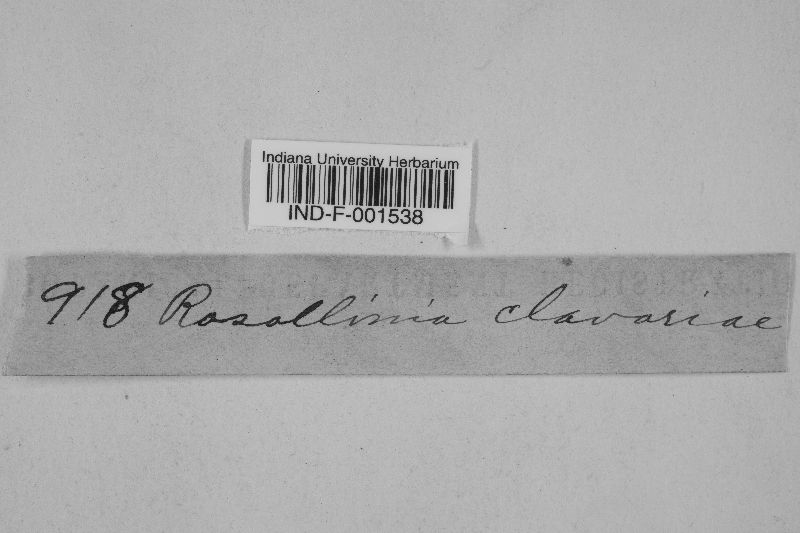 Indiana University Herbarium
IND-F-001538
918 Rosellinia clavariae